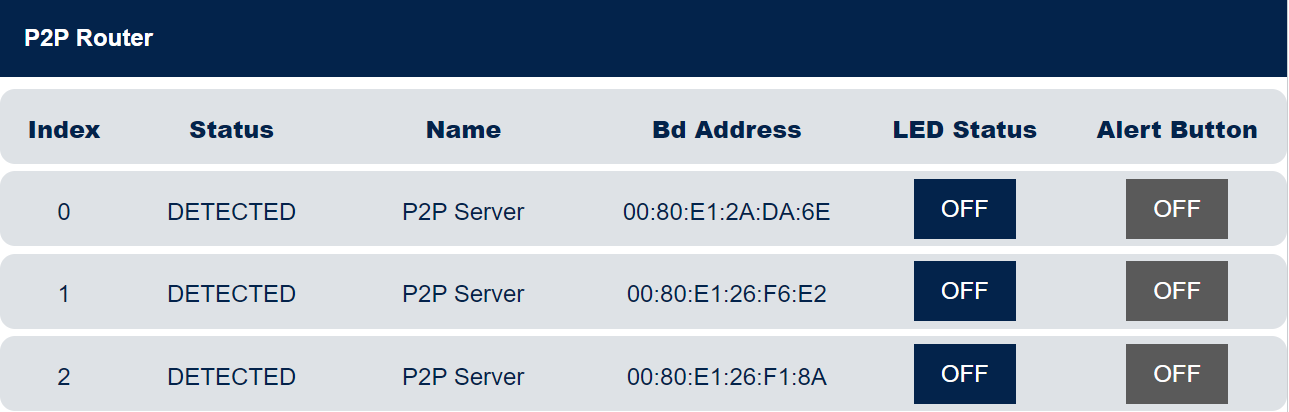 P2P Router
Index Status Name Bd Address LED Status Alert Button
0 DETECTED P2P Server 00:80:E1:2A:DA:6E OFF OFF
1 DETECTED P2P Server 00:80:E1:26:F6:E2 OFF OFF
2 DETECTED P2P Server 00:80:E1:26:F1:8A OFF OFF